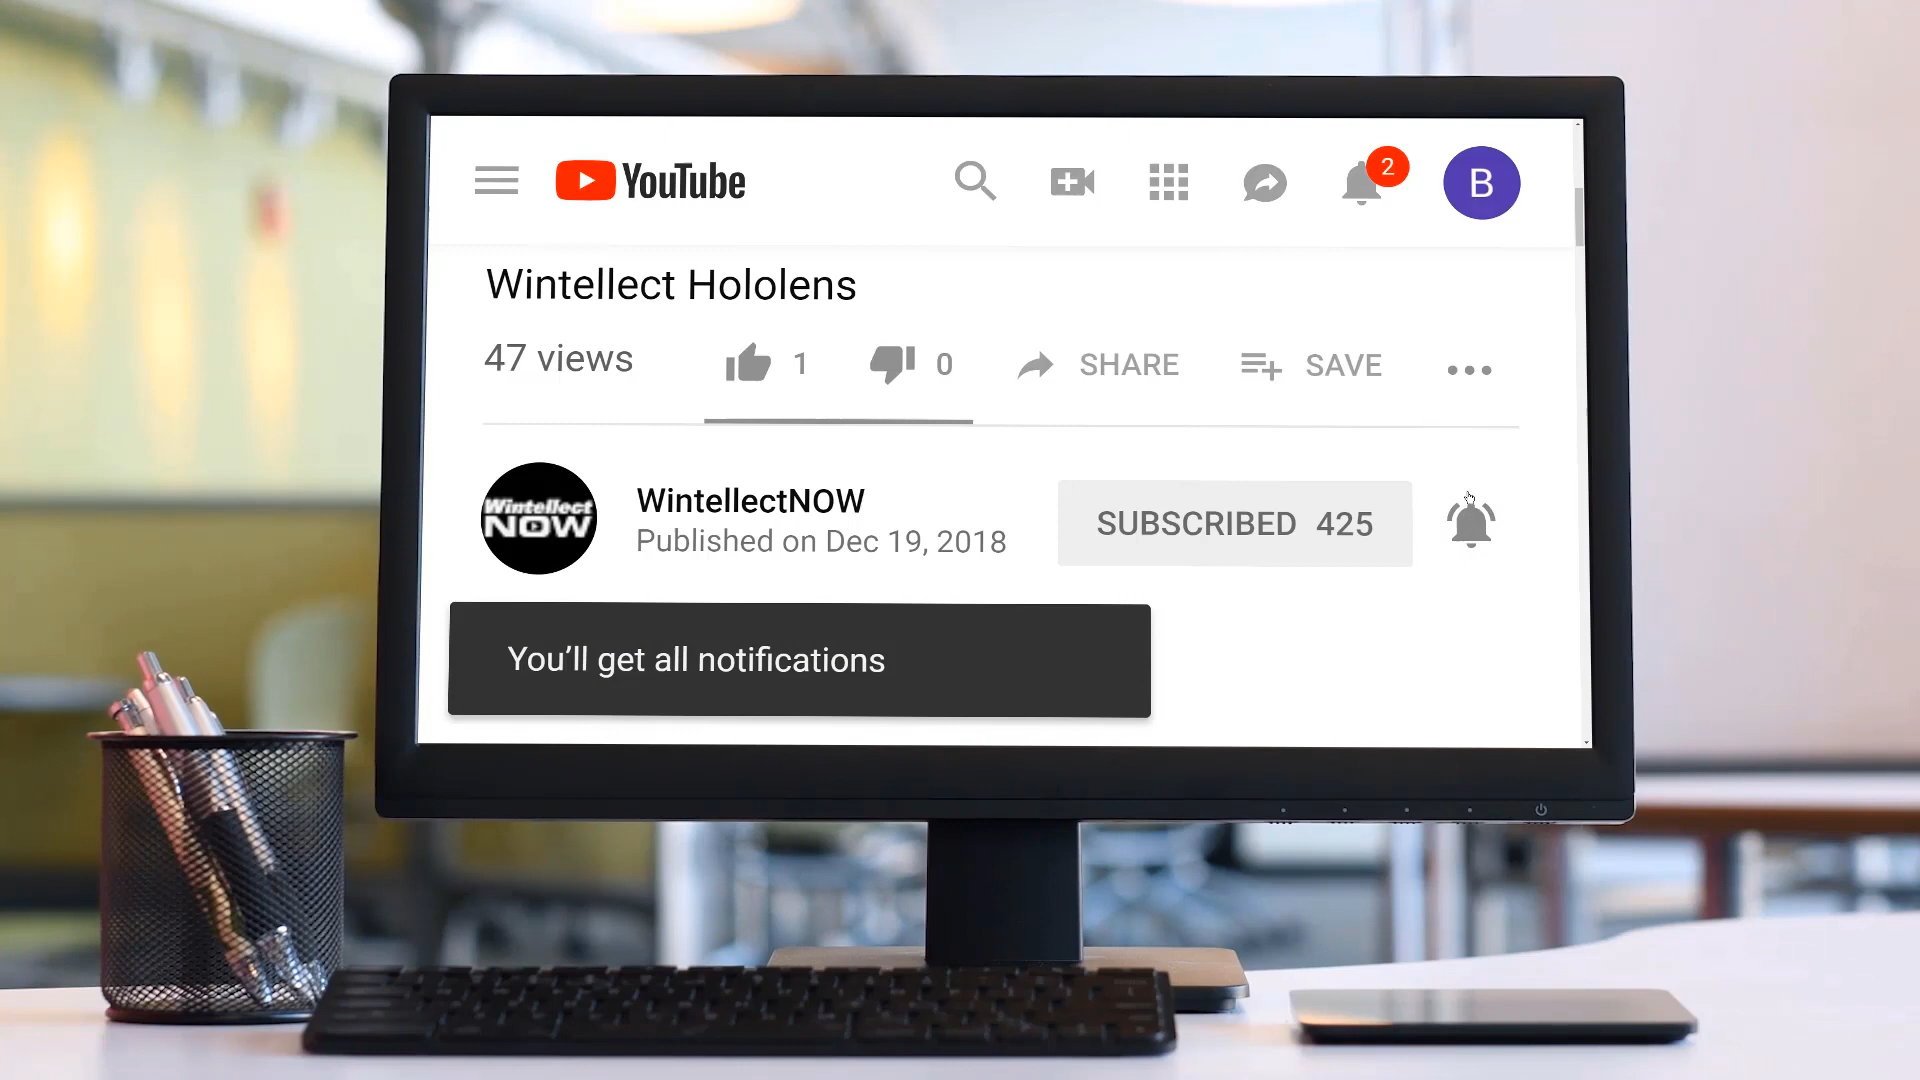 YouTube
2
B
Wintellect Hololens
47 views
1
0
SHARE
SAVE
Wintellect
NOW
WintellectNOW
Published on Dec 19, 2018
SUBSCRIBED 425
You’ll get all notifications